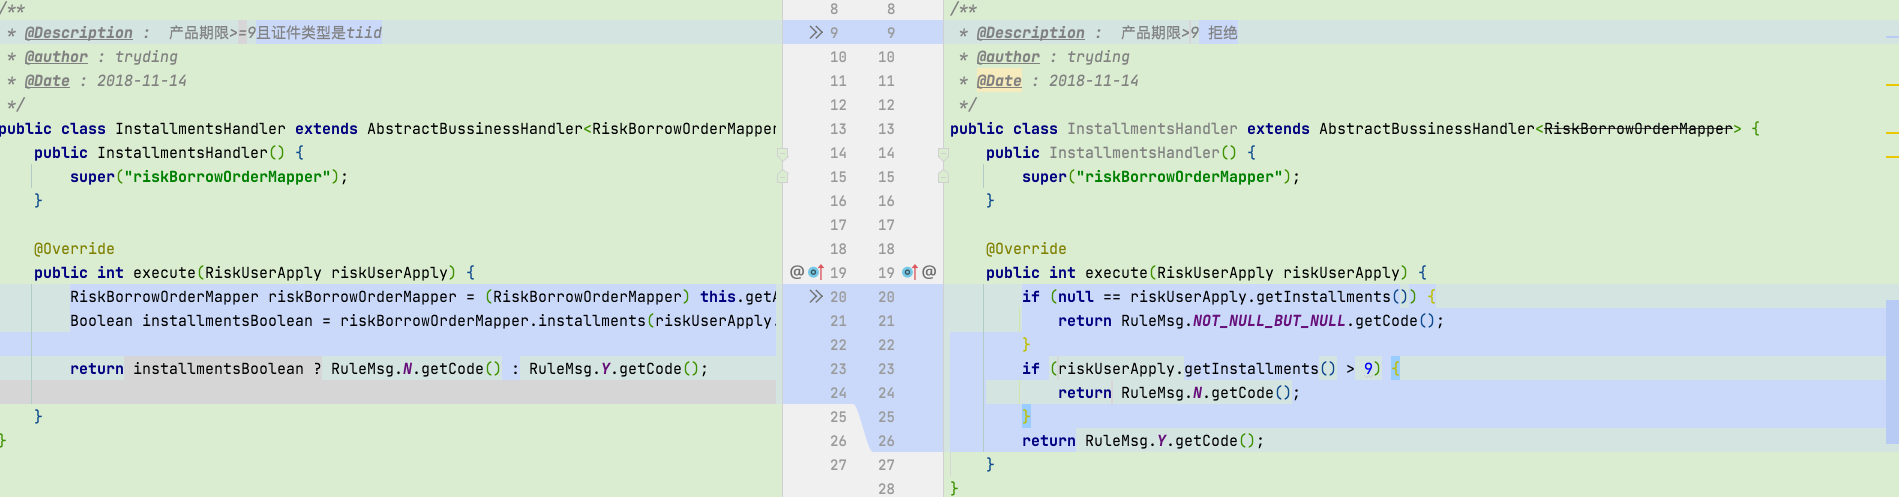 /**
 * @Description :  产品期限>=9且证件类型是tiid
 * @author : tryding
 * @Date : 2018-11-14
 */
public class InstallmentsHandler extends AbstractBussinessHandler<RiskBorrowOrderMapper
    public InstallmentsHandler() {
        super("riskBorrowOrderMapper");
    }
    @Override
    public int execute(RiskUserApply riskUserApply) {
        RiskBorrowOrderMapper riskBorrowOrderMapper = (RiskBorrowOrderMapper) this.getA
        Boolean installmentsBoolean = riskBorrowOrderMapper.installments(riskUserApply.
        return installmentsBoolean ? RuleMsg.N.getCode() : RuleMsg.Y.getCode();
    }
}
8 8
9 9
10 10
11 11
12 12
13 13
14 14
15 15
16 16
17 17
18 18
@ 19 19 @
20 20
21 21
22 22
23 23
24 24
25 25
26 26
27 27
28
/**
 * @Description :  产品期限>9 拒绝
 * @author : tryding
 * @Date : 2018-11-14
 */
public class InstallmentsHandler extends AbstractBussinessHandler<RiskBorrowOrderMapper> {
    public InstallmentsHandler() {
        super("riskBorrowOrderMapper");
    }
    @Override
    public int execute(RiskUserApply riskUserApply) {
        if (null == riskUserApply.getInstallments()) {
            return RuleMsg.NOT_NULL_BUT_NULL.getCode();
        }
        if (riskUserApply.getInstallments() > 9) {
            return RuleMsg.N.getCode();
        }
        return RuleMsg.Y.getCode();
    }
}